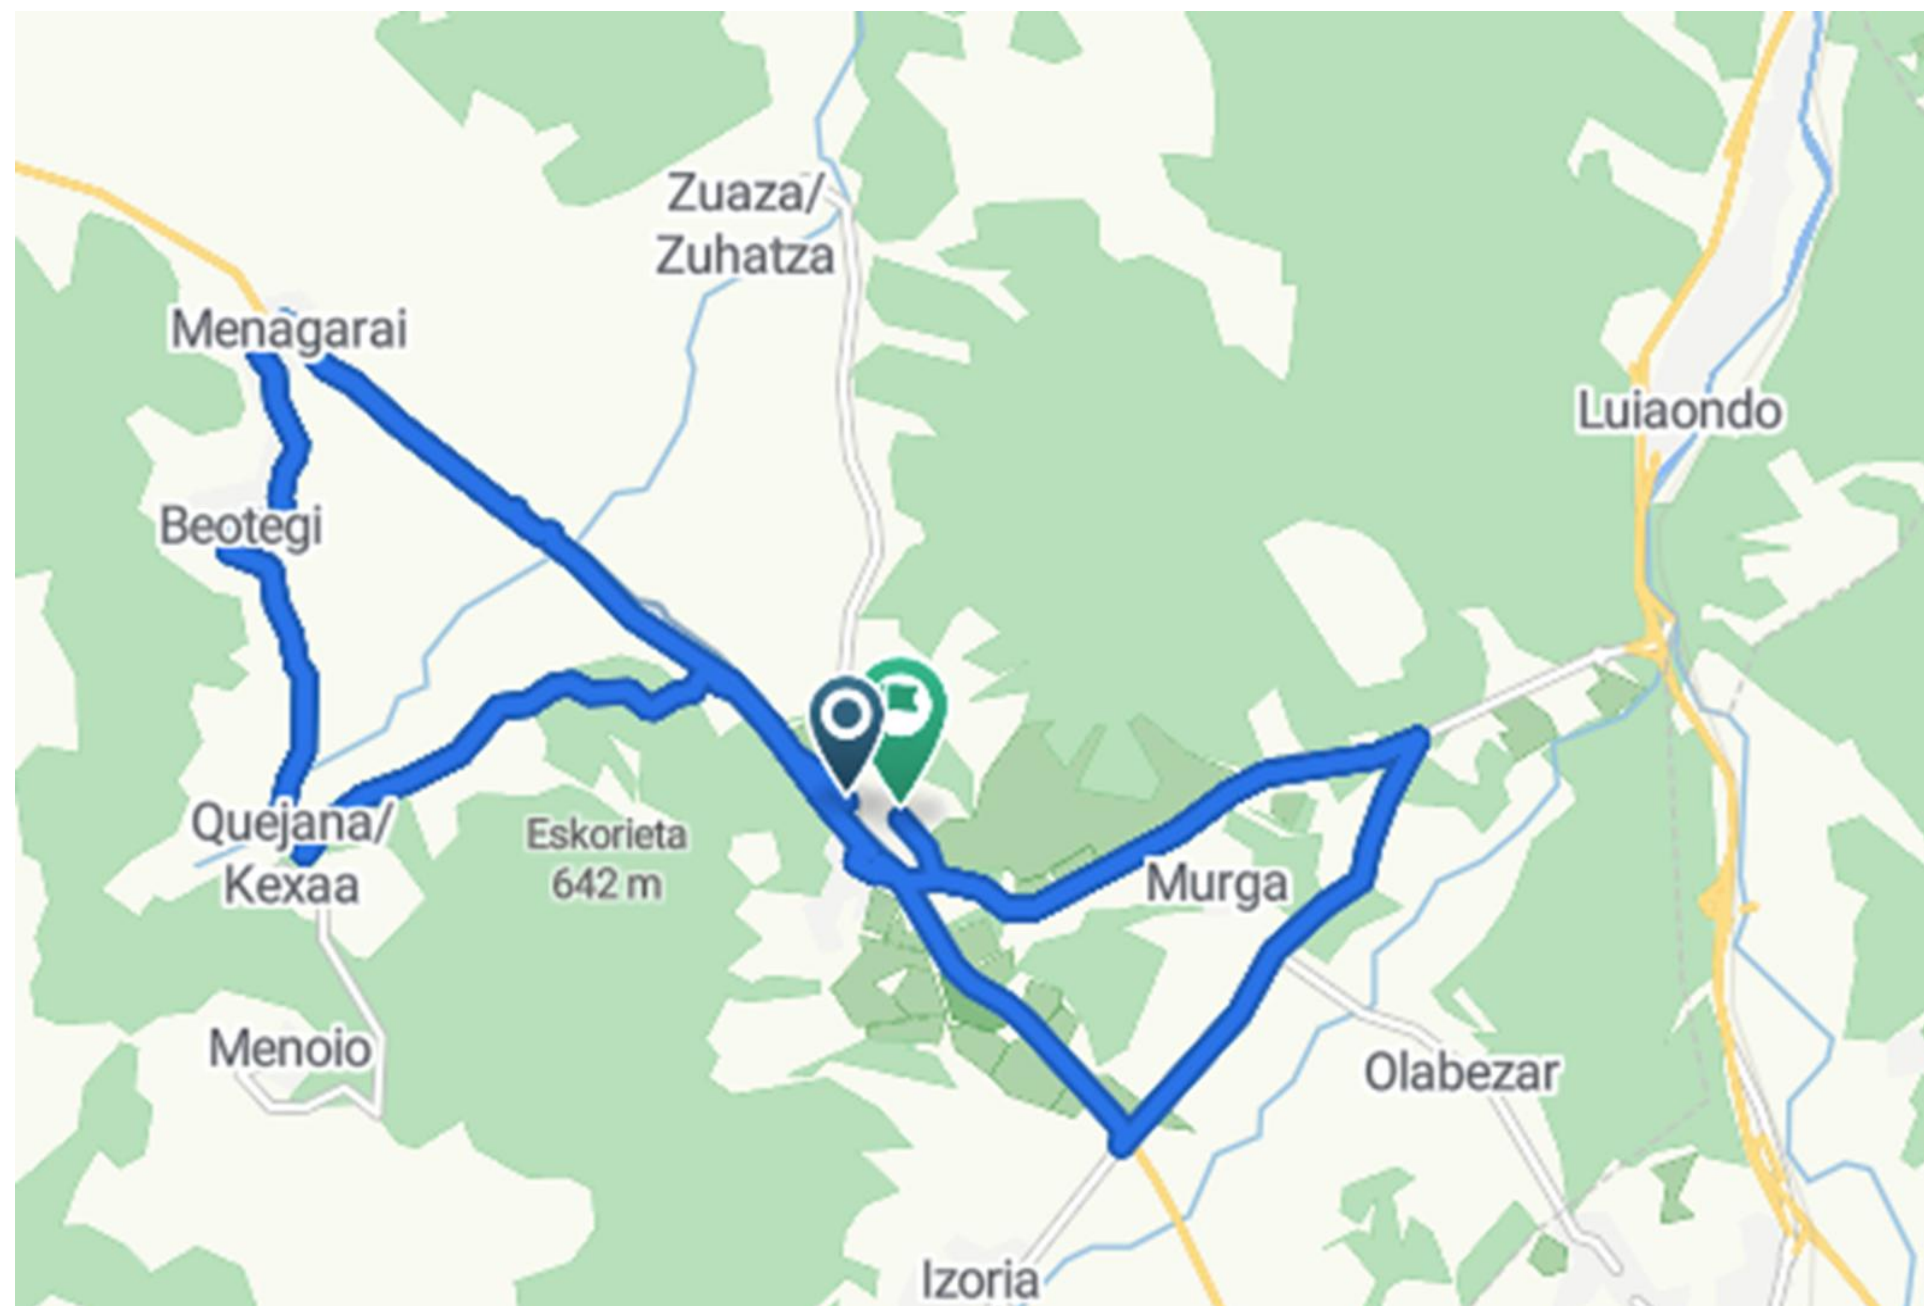 Zuaza/
Zuhatza
Menagarai
Luiaondo
Beotegi
Quejana/
Kexaa
Eskorieta
642 m
Murga
Menoio
Olabezar
Izoria